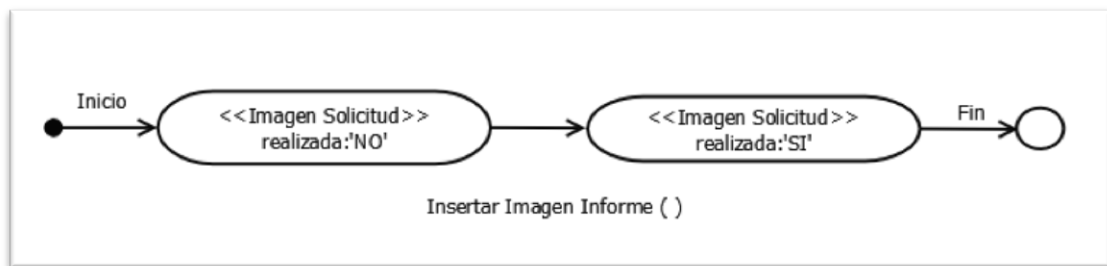 Inicio
<<Imagen Solicitud>>
realizada:'NO'
<<Imagen Solicitud>>
realizada:'SI'
Fin
Insertar Imagen Informe ( )